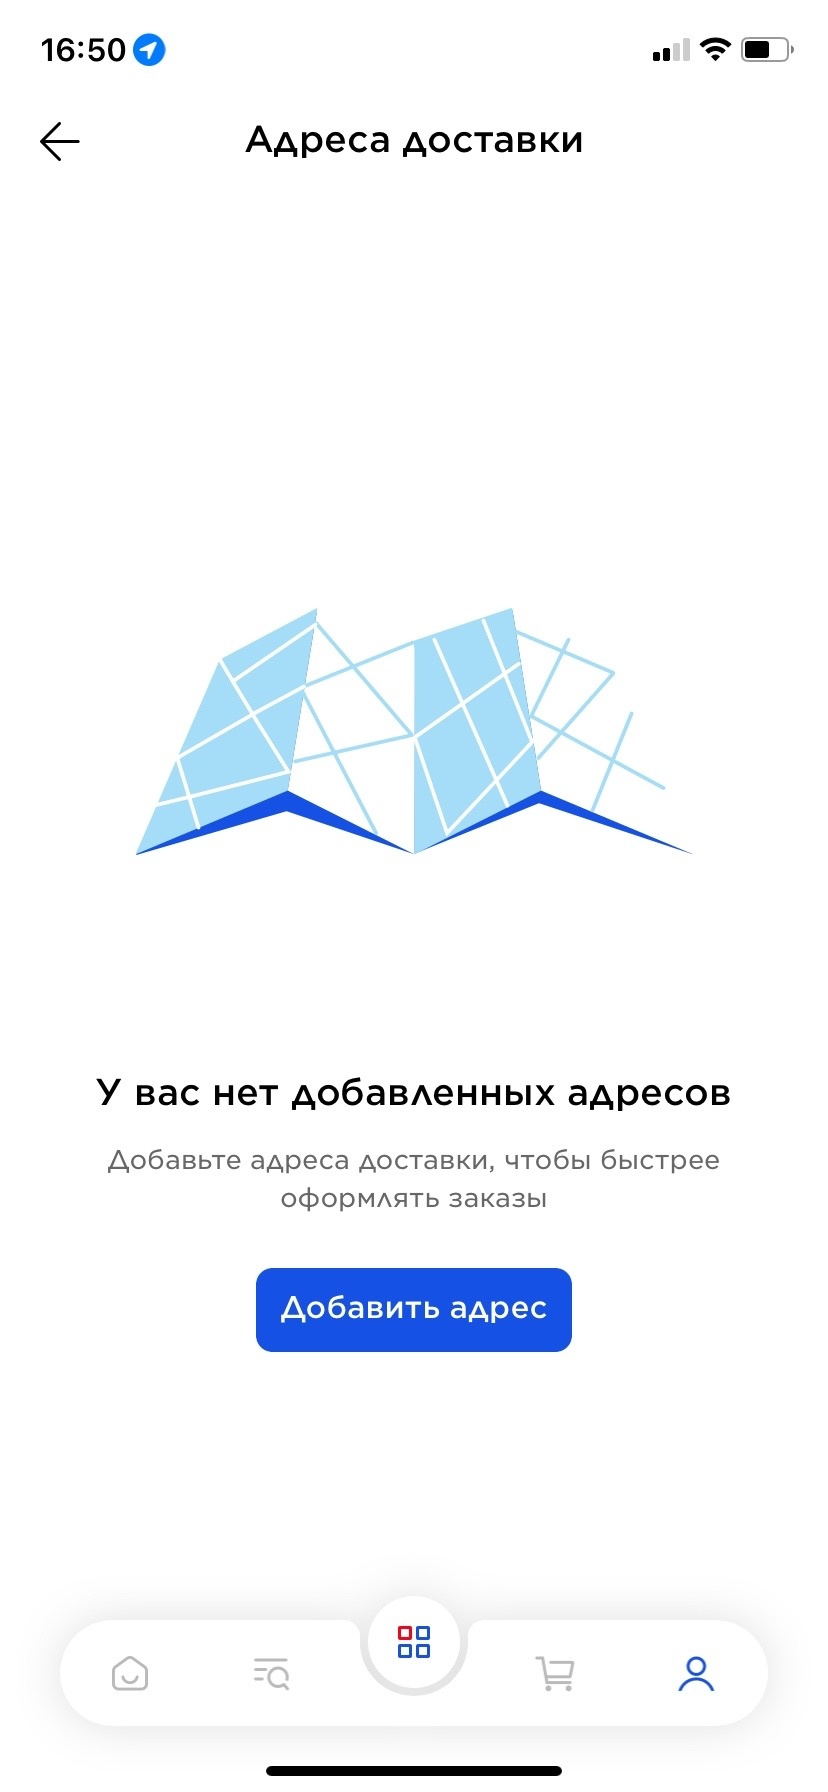 16:50
Адреса доставки
У вас нет добавленных адресов
Добавьте адреса доставки, чтобы быстрее
оформлять заказы
Добавить адрес